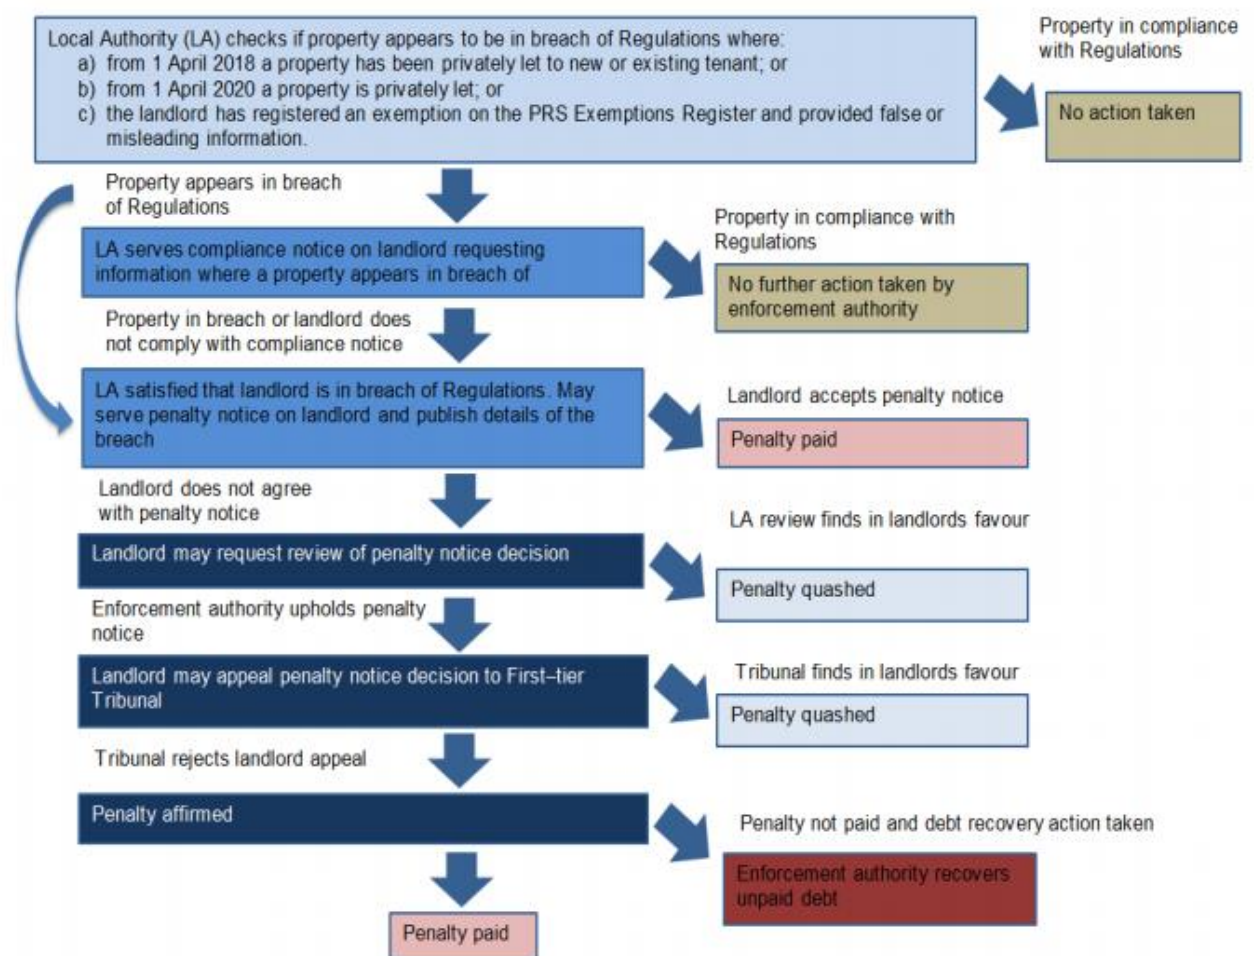 Local Authority (LA) checks if property appears to be in breach of Regulations where:
a) from 1 April 2018 a property has been privately let to new or existing tenant; or
b) from 1 April 2020 a property is privately let; or
c) the landlord has registered an exemption on the PRS Exemptions Register and provided false or
misleading information.
Property in compliance
with Regulations
No action taken
Property appears in breach
of Regulations
LA serves compliance notice on landlord requesting
information where a property appears in breach of
Property in compliance with
Regulations
No further action taken by
enforcement authority
Property in breach or landlord does
not comply with compliance notice
LA satisfied that landlord is in breach of Regulations. May
serve penalty notice on landlord and publish details of the
breach
Landlord accepts penalty notice
Penalty paid
Landlord does not agree
with penalty notice
Landlord may request review of penalty notice decision
LA review finds in landlords favour
Penalty quashed
Enforcement authority upholds penalty
notice
Landlord may appeal penalty notice decision to First–tier
Tribunal
Tribunal finds in landlords favour
Penalty quashed
Tribunal rejects landlord appeal
Penalty affirmed
Penalty not paid and debt recovery action taken
Enforcement authority recovers
unpaid debt
Penalty paid